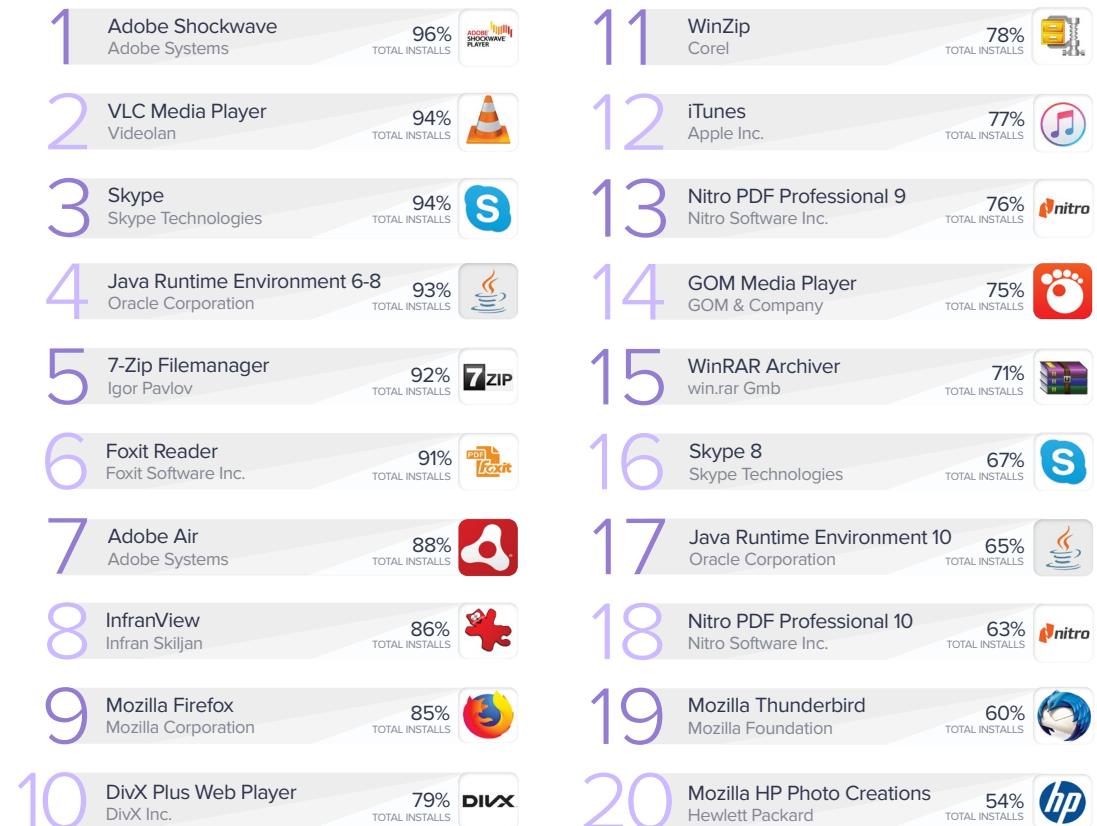 1
Adobe Shockwave
Adobe Systems
96%
TOTAL INSTALLS
ADOBE
SHOCKWAVE
PLAYER
2
VLC Media Player
Videolan
94%
TOTAL INSTALLS
3
Skype
Skype Technologies
94%
TOTAL INSTALLS
S
4
Java Runtime Environment 6-8
Oracle Corporation
93%
TOTAL INSTALLS
5
7-Zip Filemanager
Igor Pavlov
92%
TOTAL INSTALLS
7 ZIP
6
Foxit Reader
Foxit Software Inc.
91%
TOTAL INSTALLS
PDF
Foxit
7
Adobe Air
Adobe Systems
88%
TOTAL INSTALLS
8
InfranView
Infran Skiljan
86%
TOTAL INSTALLS
9
Mozilla Firefox
Mozilla Corporation
85%
TOTAL INSTALLS
10
DivX Plus Web Player
DivX Inc.
79%
TOTAL INSTALLS
DIVX
11
WinZip
Corel
78%
TOTAL INSTALLS
12
iTunes
Apple Inc.
77%
TOTAL INSTALLS
13
Nitro PDF Professional 9
Nitro Software Inc.
76%
TOTAL INSTALLS
nitro
14
GOM Media Player
GOM & Company
75%
TOTAL INSTALLS
15
WinRAR Archiver
win.rar Gmb
71%
TOTAL INSTALLS
16
Skype 8
Skype Technologies
67%
TOTAL INSTALLS
S
17
Java Runtime Environment 10
Oracle Corporation
65%
TOTAL INSTALLS
18
Nitro PDF Professional 10
Nitro Software Inc.
63%
TOTAL INSTALLS
nitro
19
Mozilla Thunderbird
Mozilla Foundation
60%
TOTAL INSTALLS
20
Mozilla HP Photo Creations
Hewlett Packard
54%
TOTAL INSTALLS
hp